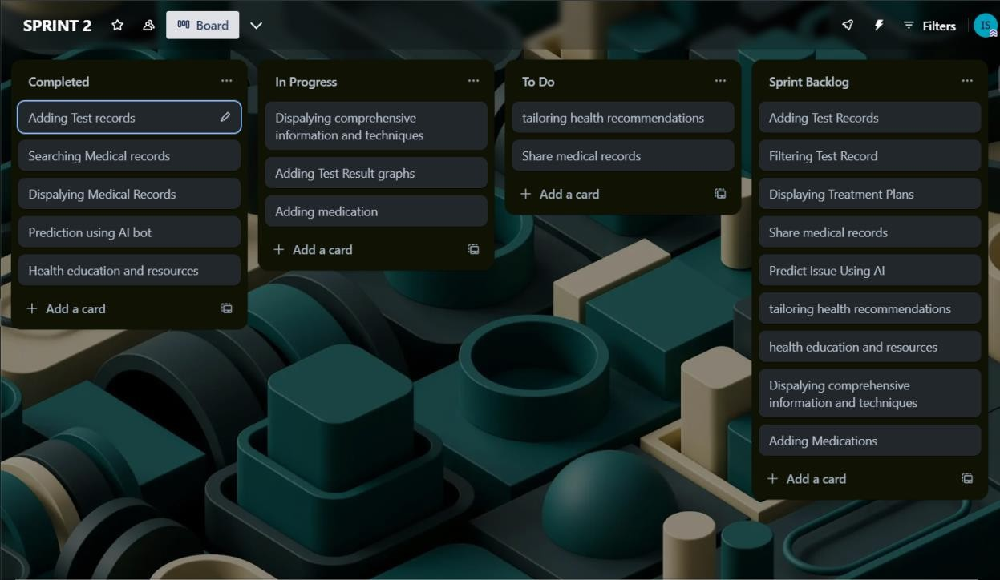 SPRINT 2
Board
Filters
IS
Completed
Adding Test records
Searching Medical records
Dispalying Medical Records
Prediction using AI bot
Health education and resources
+ Add a card
In Progress
Dispalying comprehensive
information and techniques
Adding Test Result graphs
Adding medication
+ Add a card
To Do
tailoring health recommendations
Share medical records
+ Add a card
Sprint Backlog
Adding Test Records
Filtering Test Record
Displaying Treatment Plans
Share medical records
Predict Issue Using AI
tailoring health recommendations
health education and resources
Dispalying comprehensive
information and techniques
Adding Medications
+ Add a card